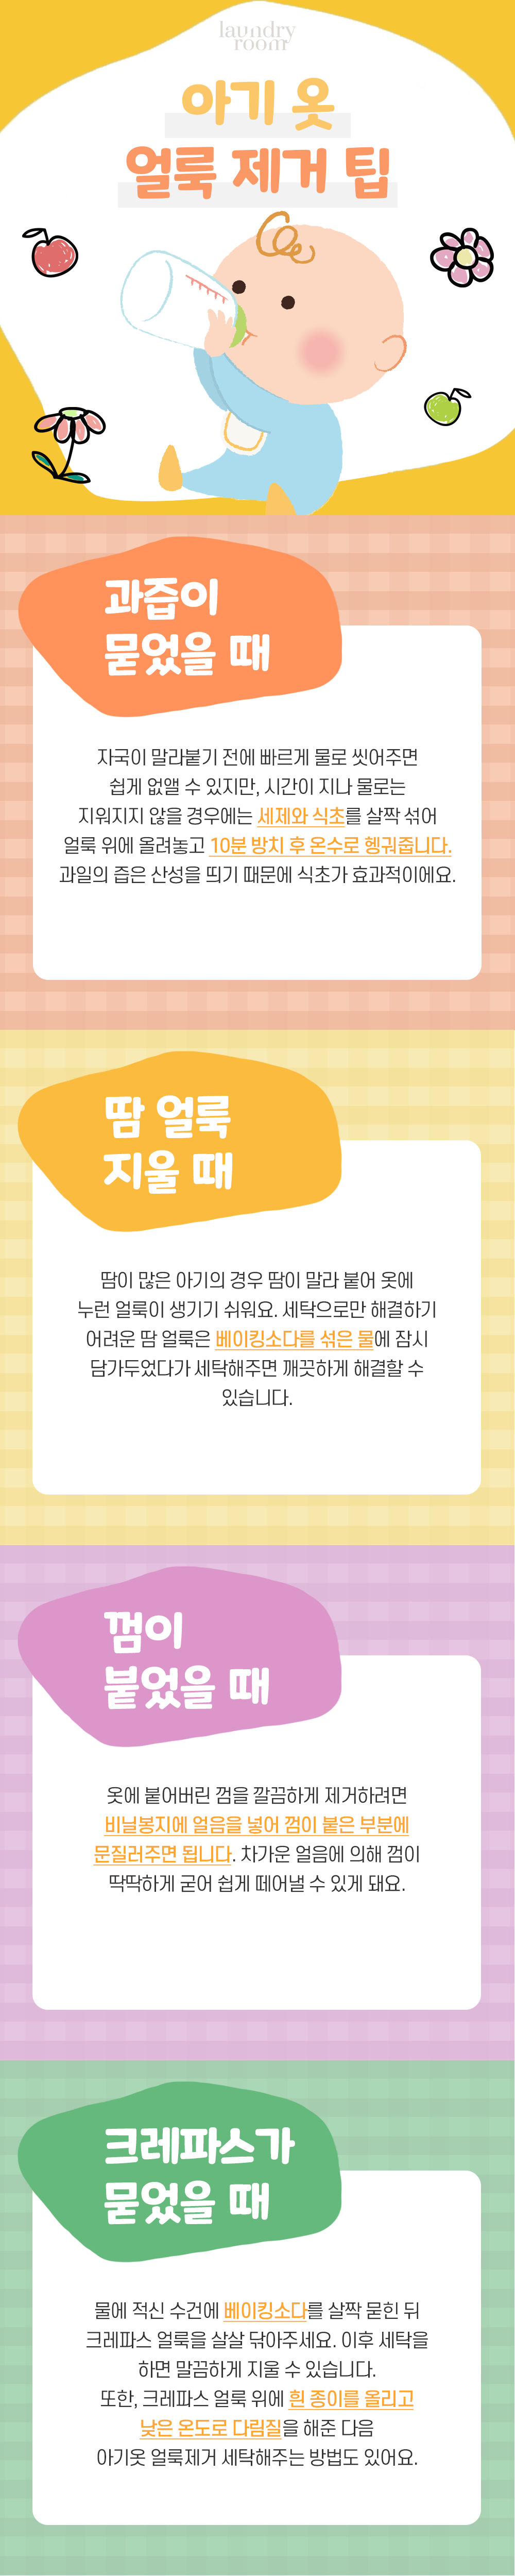 laundry
room
아기 옷
얼룩 제거 팁
과즙이
묻었을 때
자국이 말라붙기 전에 빠르게 물로 씻어주면
쉽게 없앨 수 있지만, 시간이 지나 물로는
지워지지 않을 경우에는 세제와 식초를 살짝 섞어
얼룩 위에 올려놓고 10분 방치 후 온수로 헹궈줍니다.
과일의 즙은 산성을 띄기 때문에 식초가 효과적이에요.
땀 얼룩
지울 때
땀이 많은 아기의 경우 땀이 말라 붙어 옷에
누런 얼룩이 생기기 쉬워요. 세탁으로만 해결하기
어려운 땀 얼룩은 베이킹소다를 섞은 물에 잠시
담가두었다가 세탁해주면 깨끗하게 해결할 수
있습니다.
껌이
붙었을 때
옷에 붙어버린 껌을 깔끔하게 제거하려면
비닐봉지에 얼음을 넣어 껌이 붙은 부분에
문질러주면 됩니다. 차가운 얼음에 의해 껌이
딱딱하게 굳어 쉽게 떼어낼 수 있게 돼요.
크레파스가
묻었을 때
물에 적신 수건에 베이킹소다를 살짝 묻힌 뒤
크레파스 얼룩을 살살 닦아주세요. 이후 세탁을
하면 말끔하게 지울 수 있습니다.
또한, 크레파스 얼룩 위에 흰 종이를 올리고
낮은 온도로 다림질을 해준 다음
아기옷 얼룩제거 세탁해주는 방법도 있어요.